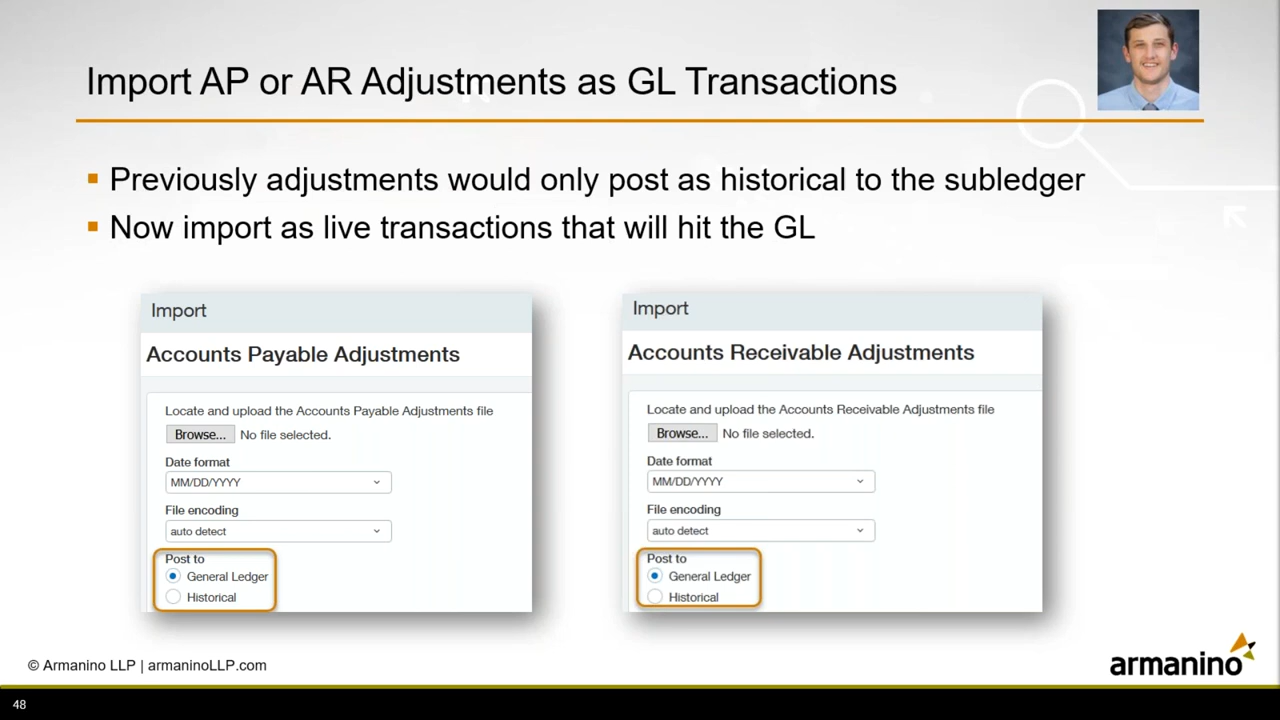 Import AP or AR Adjustments as GL Transactions
Previously adjustments would only post as historical to the subledger
Now import as live transactions that will hit the GL
Import
Accounts Payable Adjustments
Locate and upload the Accounts Payable Adjustments file
Browse... No file selected.
Date format
MM/DD/YYYY
File encoding
auto detect
Post to
General Ledger
Historical
Import
Accounts Receivable Adjustments
Locate and upload the Accounts Receivable Adjustments file
Browse... No file selected.
Date format
MM/DD/YYYY
File encoding
auto detect
Post to
General Ledger
Historical
© Armanino LLP | armaninoLLP.com
armanino
48